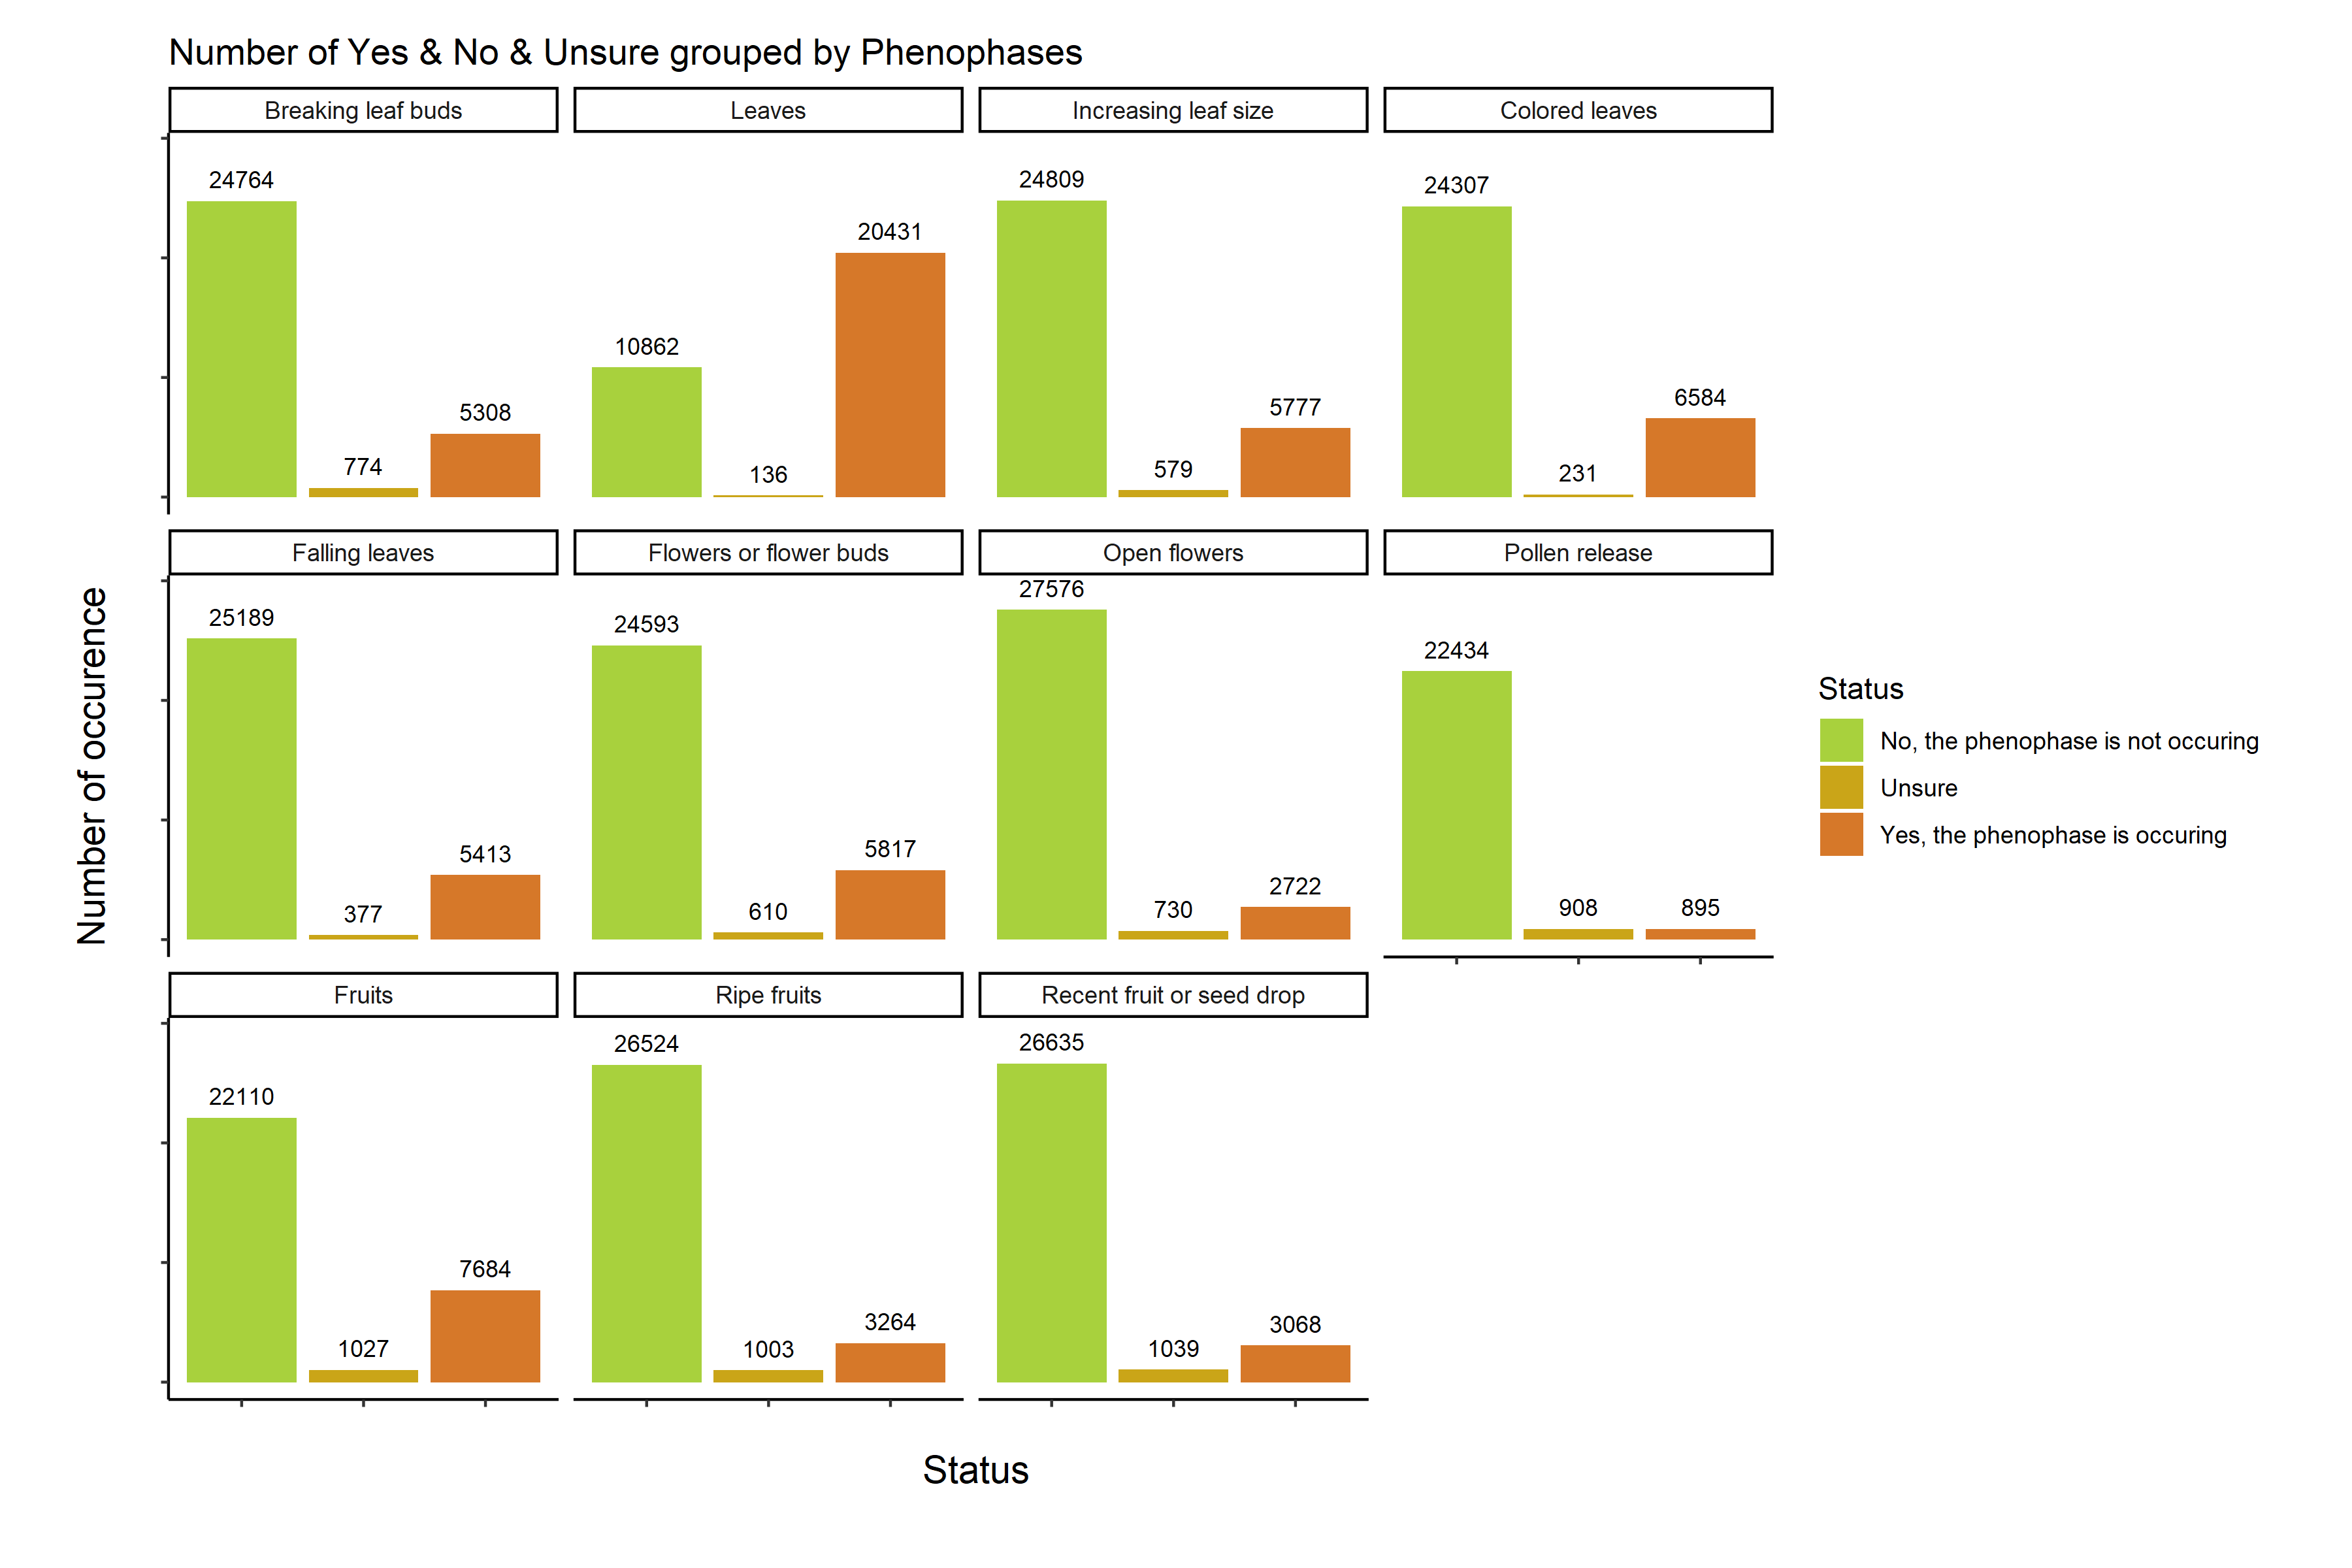 Number of Yes & No & Unsure grouped by Phenophases
Breaking leaf buds
Leaves
Increasing leaf size
Colored leaves
24764
774
5308
10862
136
20431
24809
579
5777
24307
231
6584
Falling leaves
Flowers or flower buds
Open flowers
Pollen release
25189
377
5413
24593
610
5817
27576
730
2722
22434
908
895
Fruits
Ripe fruits
Recent fruit or seed drop
22110
1027
7684
26524
1003
3264
26635
1039
3068
Number of occurence
Status
Status
No, the phenophase is not occuring
Unsure
Yes, the phenophase is occuring